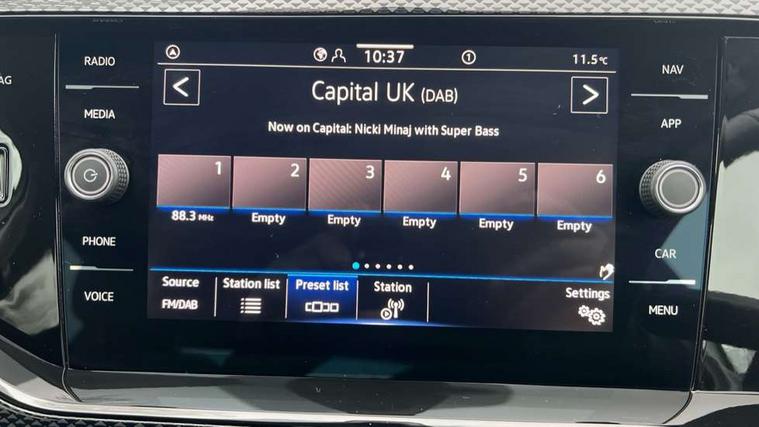 AG
RADIO
MEDIA
PHONE
VOICE
10:37
1
11.5°C
Capital UK (DAB)
Now on Capital: Nicki Minaj with Super Bass
1 2 3 4 5 6
88.3 MHz Empty Empty Empty Empty Empty
Source Station list Preset list Station Settings
FM/DAB
NAV
APP
CAR
MENU